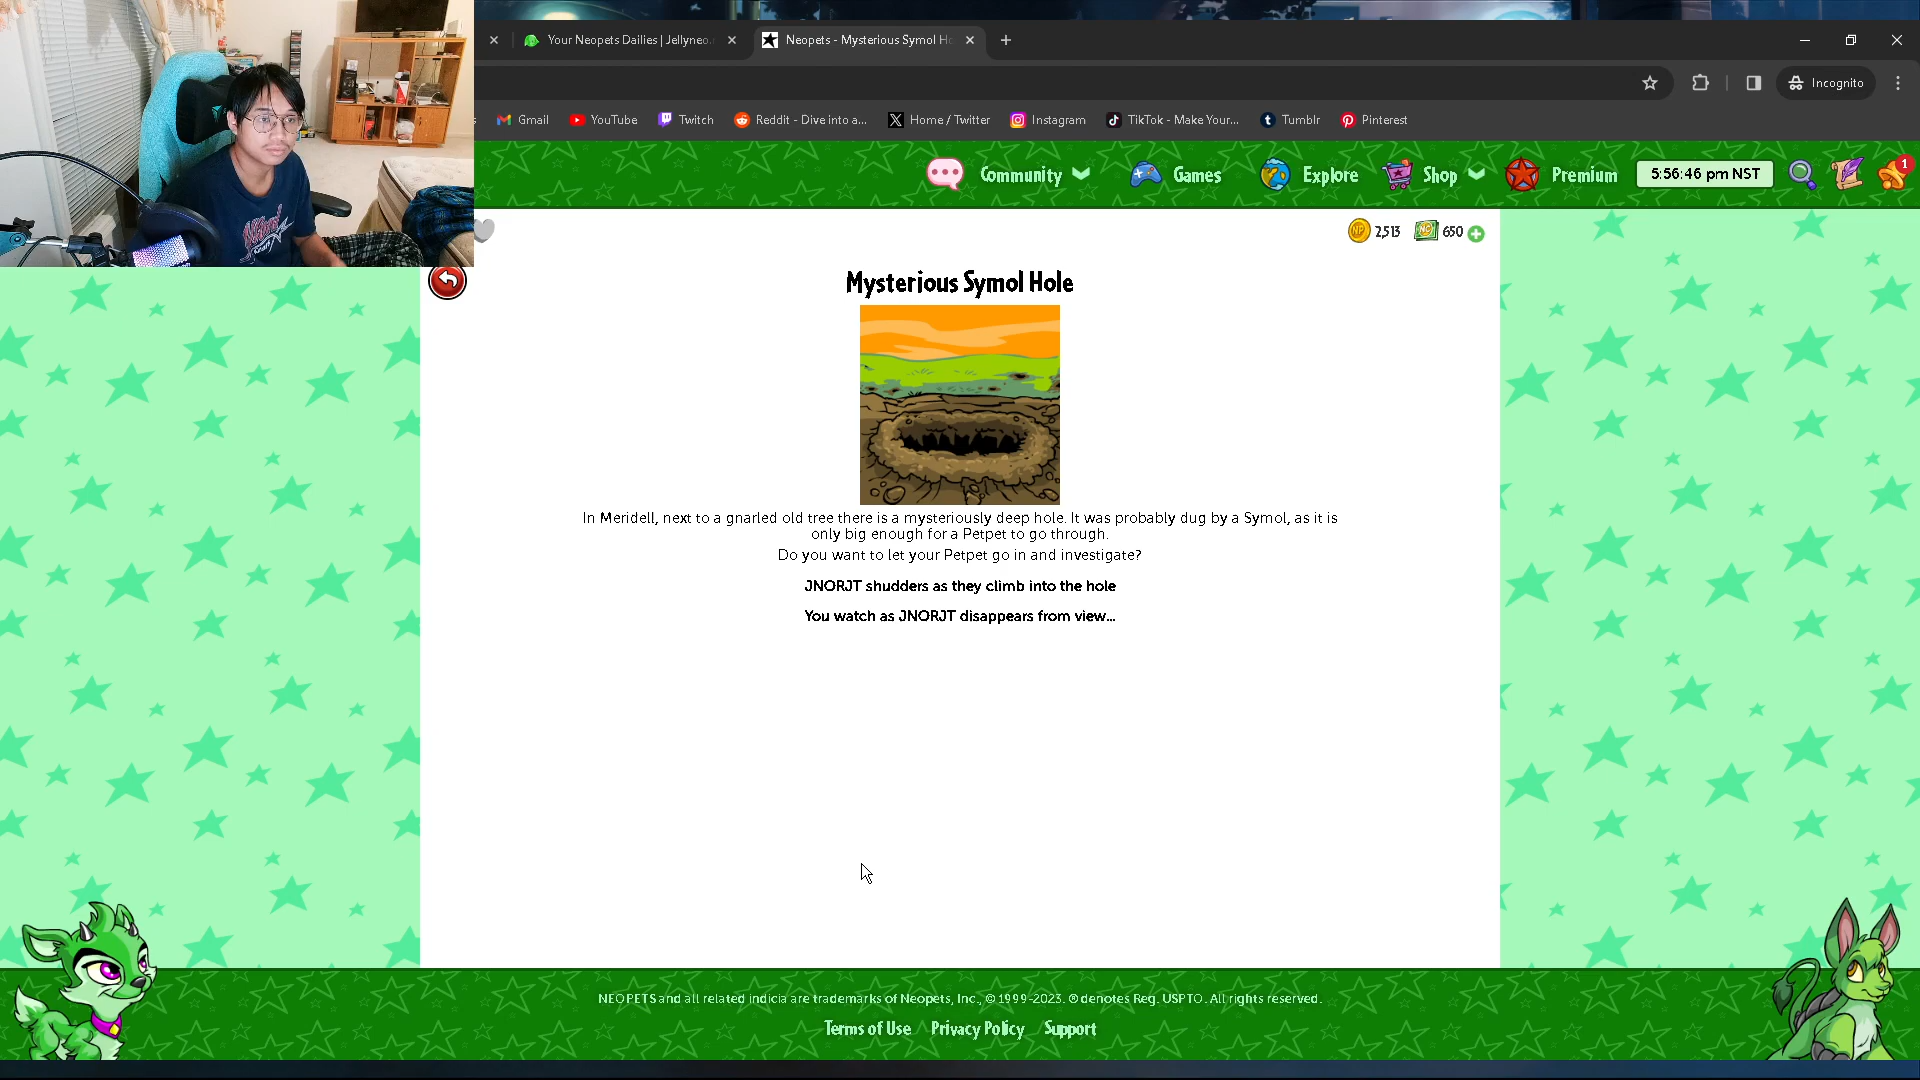 Your Neopets Dailies | Jellyneo.
Neopets - Mysterious Symol H
Incognito
Gmail
YouTube
Twitch
Reddit - Dive into a...
Home / Twitter
Instagram
TikTok - Make Your...
Tumblr
Pinterest
Community
Games
Explore
Shop
Premium
5:56:46 pm NST
1
NP
2,513
NC
650
Mysterious Symol Hole
In Meridell, next to a gnarled old tree there is a mysteriously deep hole. It was probably dug by a Symol, as it is
only big enough for a Petpet to go through.
Do you want to let your Petpet go in and investigate?
JNORJT shudders as they climb into the hole
You watch as JNORJT disappears from view...
NEOPETS and all related indicia are trademarks of Neopets, Inc., © 1999-2023. ® denotes Reg. USPTO. All rights reserved.
Terms of Use
Privacy Policy
Support